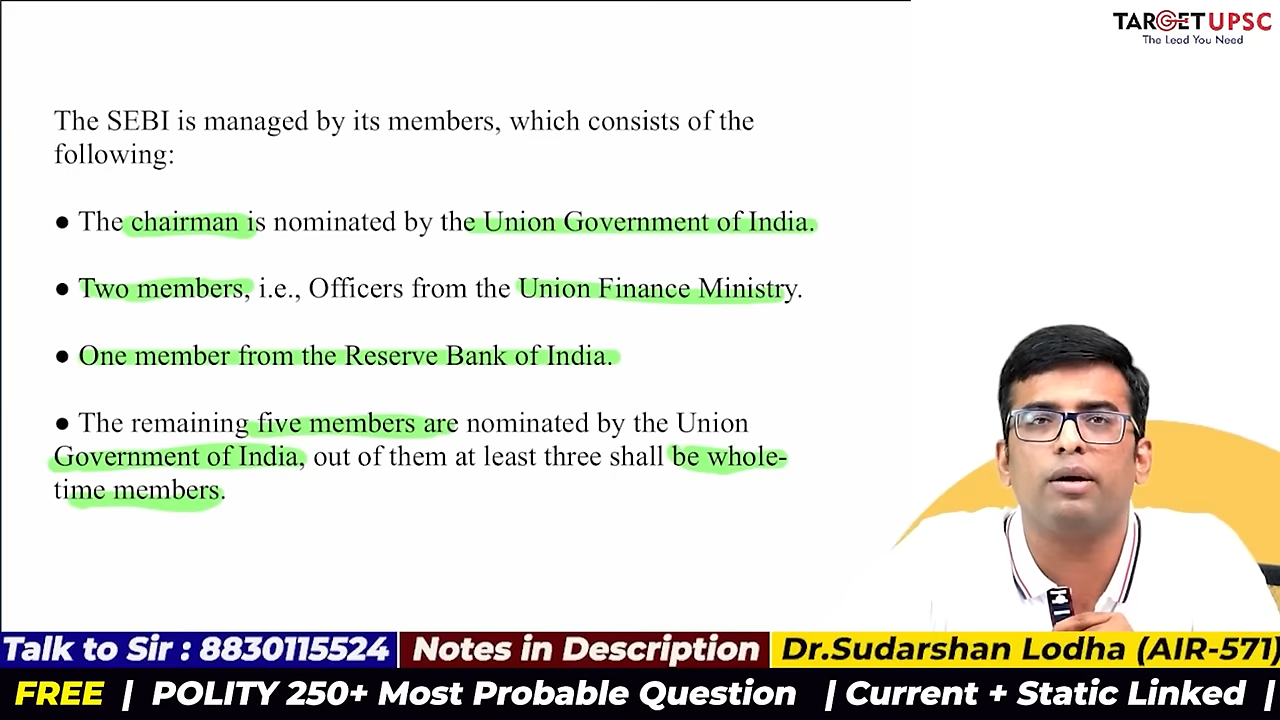 TARGETUPSC
The Lead You Need
The SEBI is managed by its members, which consists of the
following:
● The chairman is nominated by the Union Government of India.
● Two members, i.e., Officers from the Union Finance Ministry.
● One member from the Reserve Bank of India.
● The remaining five members are nominated by the Union
Government of India, out of them at least three shall be whole-
time members.
Talk to Sir : 8830115524 Notes in Description Dr.Sudarshan Lodha (AIR-571)
FREE | POLITY 250+ Most Probable Question | Current + Static Linked |